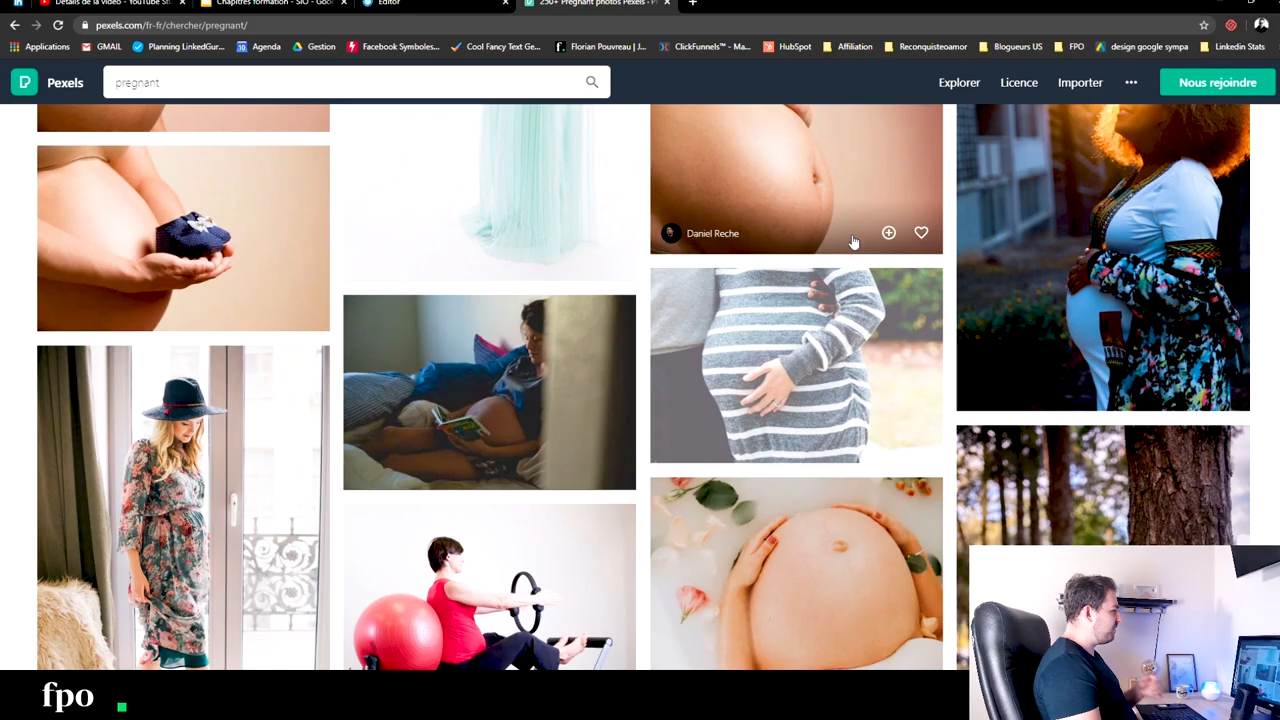 Détails de la vidéo - YouTube St
Chapitres formation - SIO - Goo
Editor
250+ Pregnant photos Pexels - P
pexels.com/fr-fr/chercher/pregnant/
Applications GMAIL Planning LinkedGur... Agenda Gestion Facebook Symboles... Cool Fancy Text Ge... Florian Pouvreau | J... ClickFunnels™ - Ma... HubSpot Affiliation Reconquisteamor Blogueurs US FPO design google sympa Linkedin Stats
Pexels pregnant Explorer Licence Importer Nous rejoindre
Daniel Reche
fpo